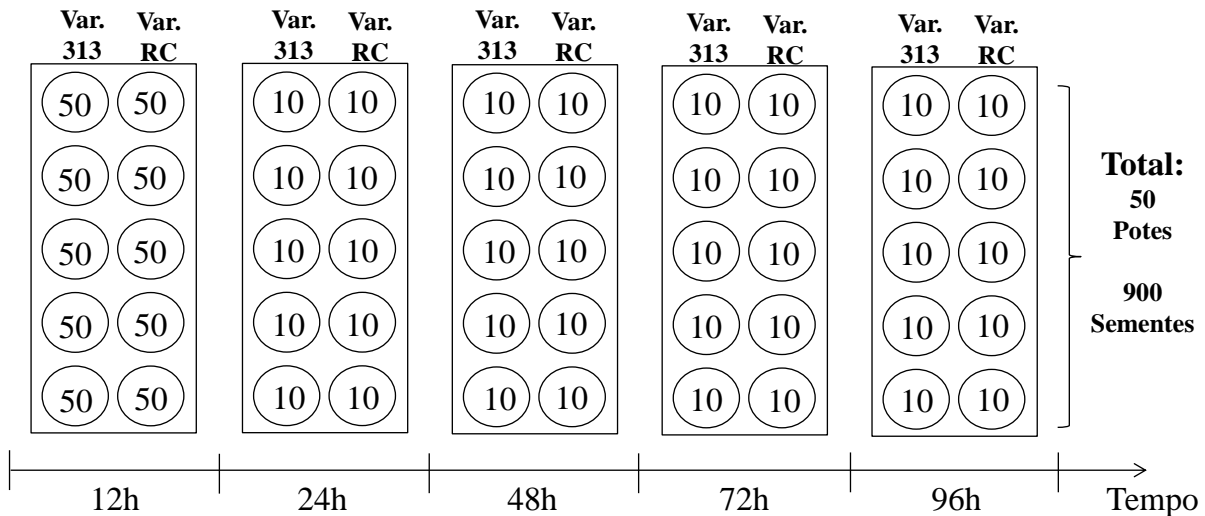 Var. Var. Var. Var. Var. Var. Var. Var. Var. Var.
313 RC 313 RC 313 RC 313 RC 313 RC
50 50 10 10 10 10 10 10 10 10
50 50 10 10 10 10 10 10 10 10
50 50 10 10 10 10 10 10 10 10
50 50 10 10 10 10 10 10 10 10
50 50 10 10 10 10 10 10 10 10
Total:
50
Potes
900
Sementes
12h 24h 48h 72h 96h Tempo